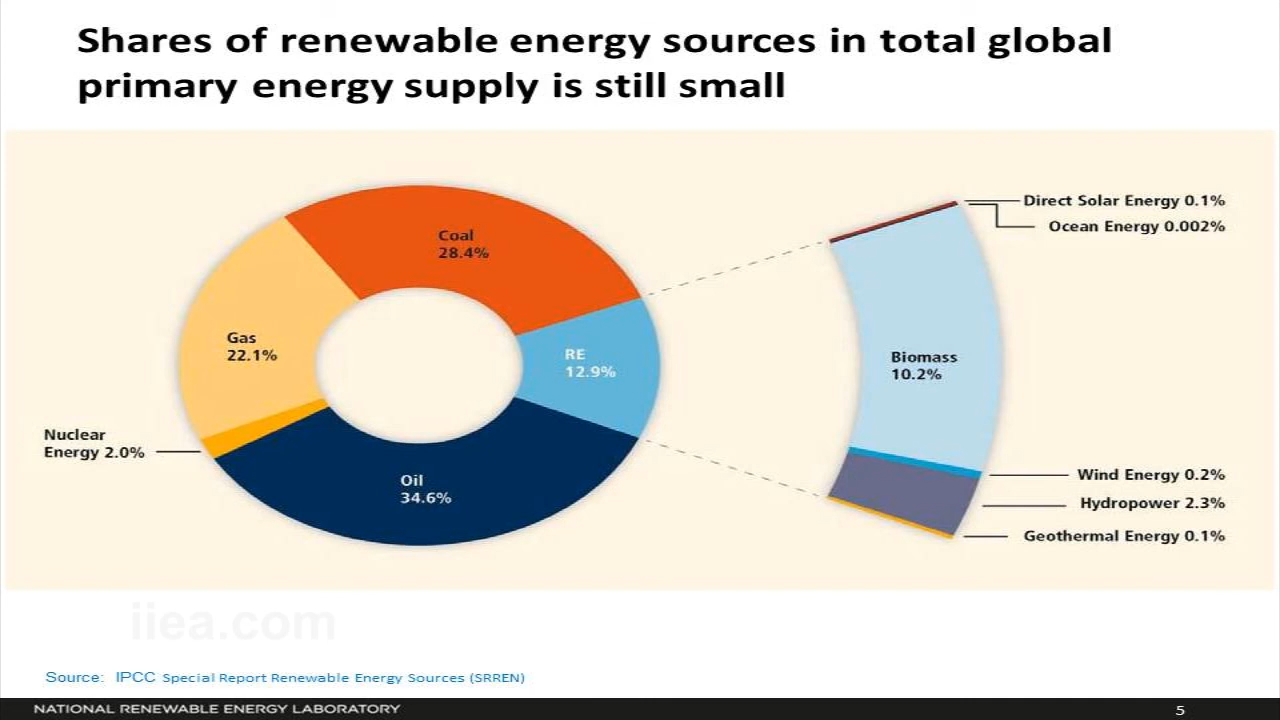 Shares of renewable energy sources in total global
primary energy supply is still small
Coal
28.4%
Gas
22.1%
RE
12.9%
Nuclear
Energy 2.0%
Oil
34.6%
Direct Solar Energy 0.1%
Ocean Energy 0.002%
Biomass
10.2%
Wind Energy 0.2%
Hydropower 2.3%
Geothermal Energy 0.1%
iiea.com
Source: IPCC Special Report Renewable Energy Sources (SRREN)
NATIONAL RENEWABLE ENERGY LABORATORY
5